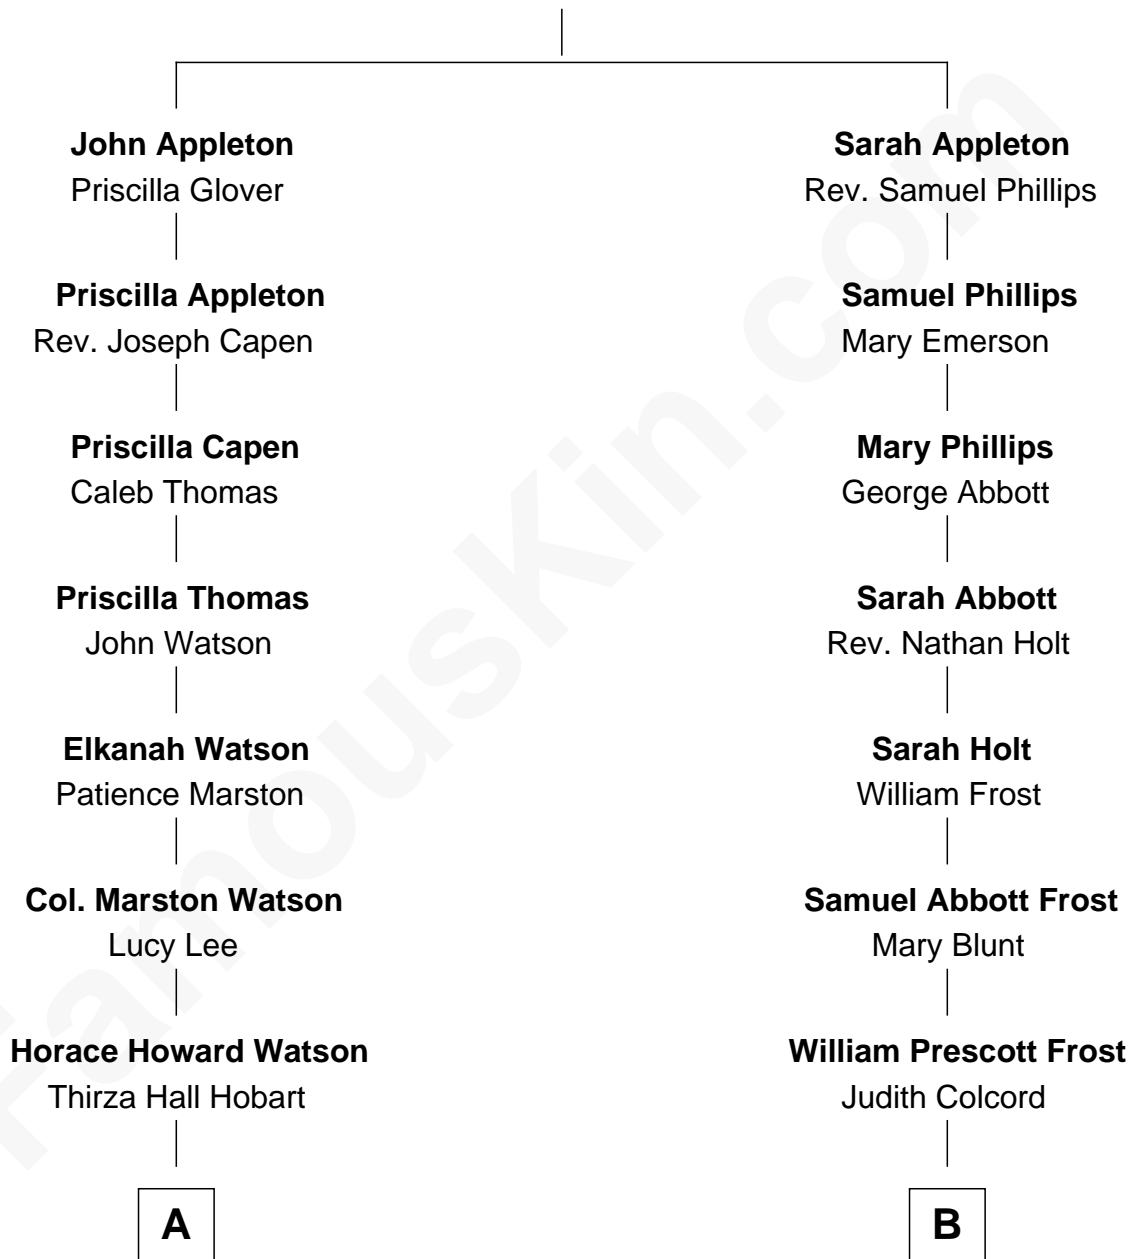 John Appleton
Priscilla Glover
Sarah Appleton
Rev. Samuel Phillips
Priscilla Appleton
Rev. Joseph Capen
Samuel Phillips
Mary Emerson
Priscilla Capen
Caleb Thomas
Mary Phillips
George Abbott
Priscilla Thomas
John Watson
Sarah Abbott
Rev. Nathan Holt
Elkanah Watson
Patience Marston
Sarah Holt
William Frost
Col. Marston Watson
Lucy Lee
Samuel Abbott Frost
Mary Blunt
Horace Howard Watson
Thirza Hall Hobart
William Prescott Frost
Judith Colcord
A
B
FamousKin.com